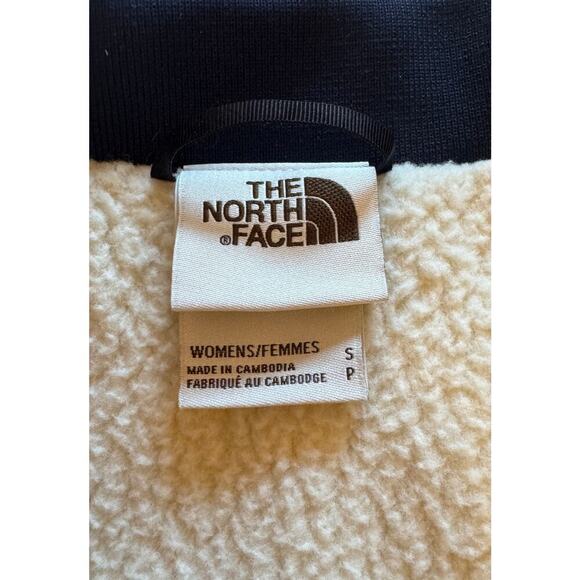 THE
NORTH
® FACE
WOMENS/FEMMES S
MADE IN CAMBODIA
FABRIQUÉ AU CAMBODGE P